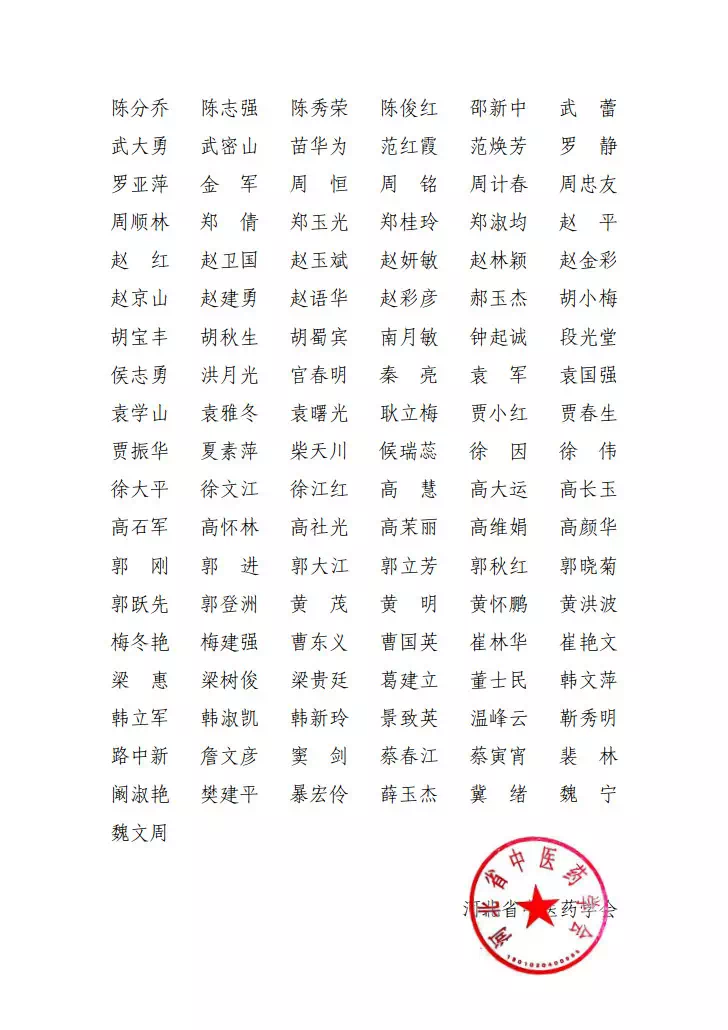 陈分乔 陈志强 陈秀荣 陈俊红 邵新中 武 蕾
武大勇 武密山 苗华为 范红霞 范焕芳 罗 静
罗亚萍 金 军 周 恒 周 铭 周计春 周忠友
周顺林 郑 倩 郑玉光 郑桂玲 郑淑均 赵 平
赵 红 赵卫国 赵玉斌 赵妍敏 赵林颖 赵金彩
赵京山 赵建勇 赵语华 赵彩彦 郝玉杰 胡小梅
胡宝丰 胡秋生 胡蜀宾 南月敏 钟起诚 段光堂
侯志勇 洪月光 官春明 秦 亮 袁 军 袁国强
袁学山 袁雅冬 袁曙光 耿立梅 贾小红 贾春生
贾振华 夏素萍 柴天川 候瑞蕊 徐 因 徐 伟
徐大平 徐文江 徐江红 高 慧 高大运 高长玉
高石军 高怀林 高社光 高茉丽 高维娟 高颜华
郭 刚 郭 进 郭大江 郭立芳 郭秋红 郭晓菊
郭跃先 郭登洲 黄 茂 黄 明 黄怀鹏 黄洪波
梅冬艳 梅建强 曹东义 曹国英 崔林华 崔艳文
梁 惠 梁树俊 梁贵廷 葛建立 董士民 韩文萍
韩立军 韩淑凯 韩新玲 景致英 温峰云 靳秀明
路中新 詹文彦 窦 剑 蔡春江 蔡寅宵 裴 林
阚淑艳 樊建平 暴宏伶 薛玉杰 冀 绪 魏 宁
魏文周
河北省中医药学会
河北省中医药学会